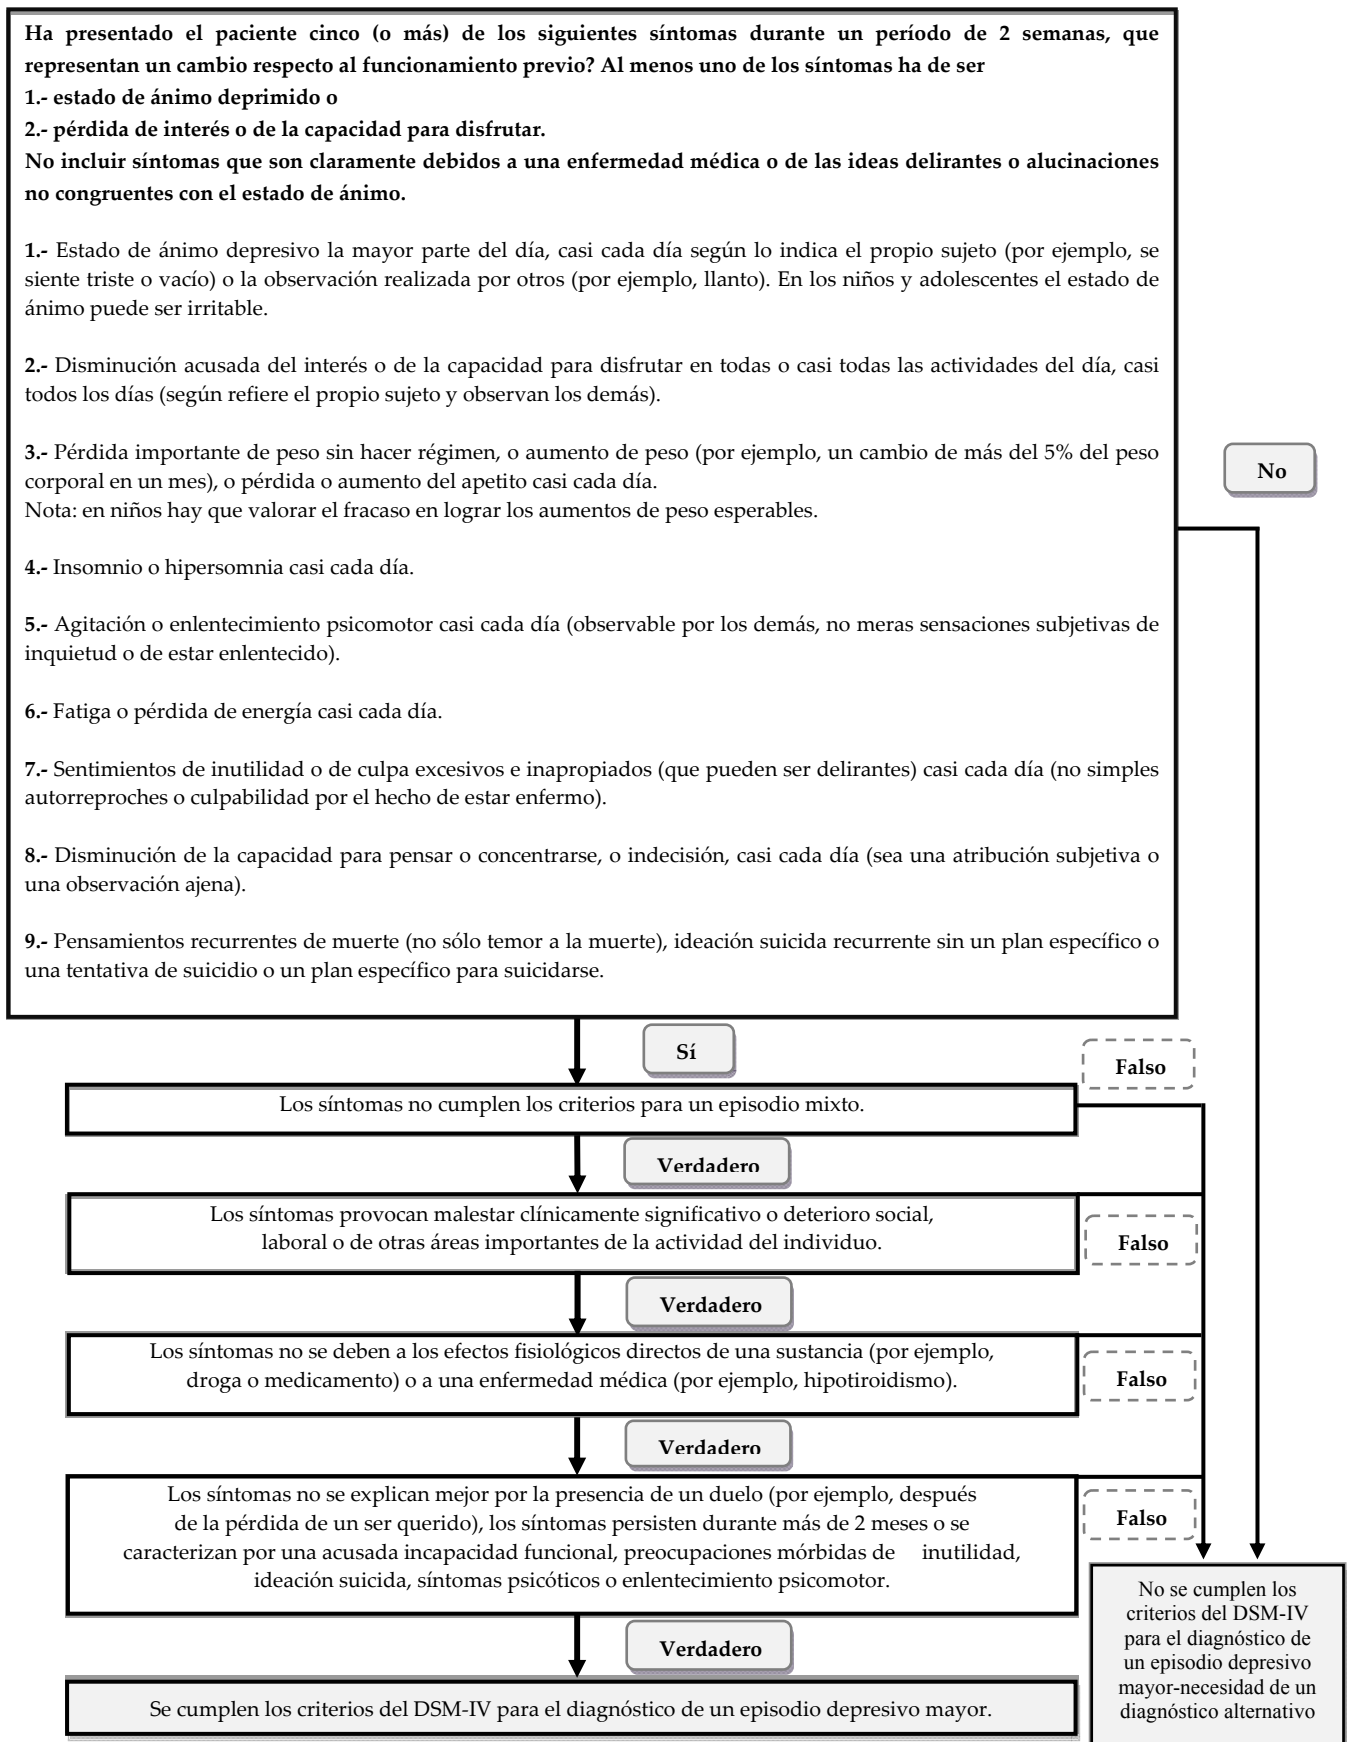 Ha presentado el paciente cinco (o más) de los siguientes síntomas durante un período de 2 semanas, que
representan un cambio respecto al funcionamiento previo? Al menos uno de los síntomas ha de ser
1.- estado de ánimo deprimido o
2.- pérdida de interés o de la capacidad para disfrutar.
No incluir síntomas que son claramente debidos a una enfermedad médica o de las ideas delirantes o alucinaciones
no congruentes con el estado de ánimo.
1.- Estado de ánimo depresivo la mayor parte del día, casi cada día según lo indica el propio sujeto (por ejemplo, se
siente triste o vacío) o la observación realizada por otros (por ejemplo, llanto). En los niños y adolescentes el estado de
ánimo puede ser irritable.
2.- Disminución acusada del interés o de la capacidad para disfrutar en todas o casi todas las actividades del día, casi
todos los días (según refiere el propio sujeto y observan los demás).
3.- Pérdida importante de peso sin hacer régimen, o aumento de peso (por ejemplo, un cambio de más del 5% del peso
corporal en un mes), o pérdida o aumento del apetito casi cada día.
Nota: en niños hay que valorar el fracaso en lograr los aumentos de peso esperables.
4.- Insomnio o hipersomnia casi cada día.
5.- Agitación o enlentecimiento psicomotor casi cada día (observable por los demás, no meras sensaciones subjetivas de
inquietud o de estar enlentecido).
6.- Fatiga o pérdida de energía casi cada día.
7.- Sentimientos de inutilidad o de culpa excesivos e inapropiados (que pueden ser delirantes) casi cada día (no simples
autorreproches o culpabilidad por el hecho de estar enfermo).
8.- Disminución de la capacidad para pensar o concentrarse, o indecisión, casi cada día (sea una atribución subjetiva o
una observación ajena).
9.- Pensamientos recurrentes de muerte (no sólo temor a la muerte), ideación suicida recurrente sin un plan específico o
una tentativa de suicidio o un plan específico para suicidarse.
No
Sí
Falso
Los síntomas no cumplen los criterios para un episodio mixto.
Verdadero
Los síntomas provocan malestar clínicamente significativo o deterioro social,
laboral o de otras áreas importantes de la actividad del individuo.
Falso
Verdadero
Los síntomas no se deben a los efectos fisiológicos directos de una sustancia (por ejemplo,
droga o medicamento) o a una enfermedad médica (por ejemplo, hipotiroidismo).
Falso
Verdadero
Los síntomas no se explican mejor por la presencia de un duelo (por ejemplo, después
de la pérdida de un ser querido), los síntomas persisten durante más de 2 meses o se
caracterizan por una acusada incapacidad funcional, preocupaciones mórbidas de inutilidad,
ideación suicida, síntomas psicóticos o enlentecimiento psicomotor.
Falso
Verdadero
Se cumplen los criterios del DSM-IV para el diagnóstico de un episodio depresivo mayor.
No se cumplen los
criterios del DSM-IV
para el diagnóstico de
un episodio depresivo
mayor-necesidad de un
diagnóstico alternativo